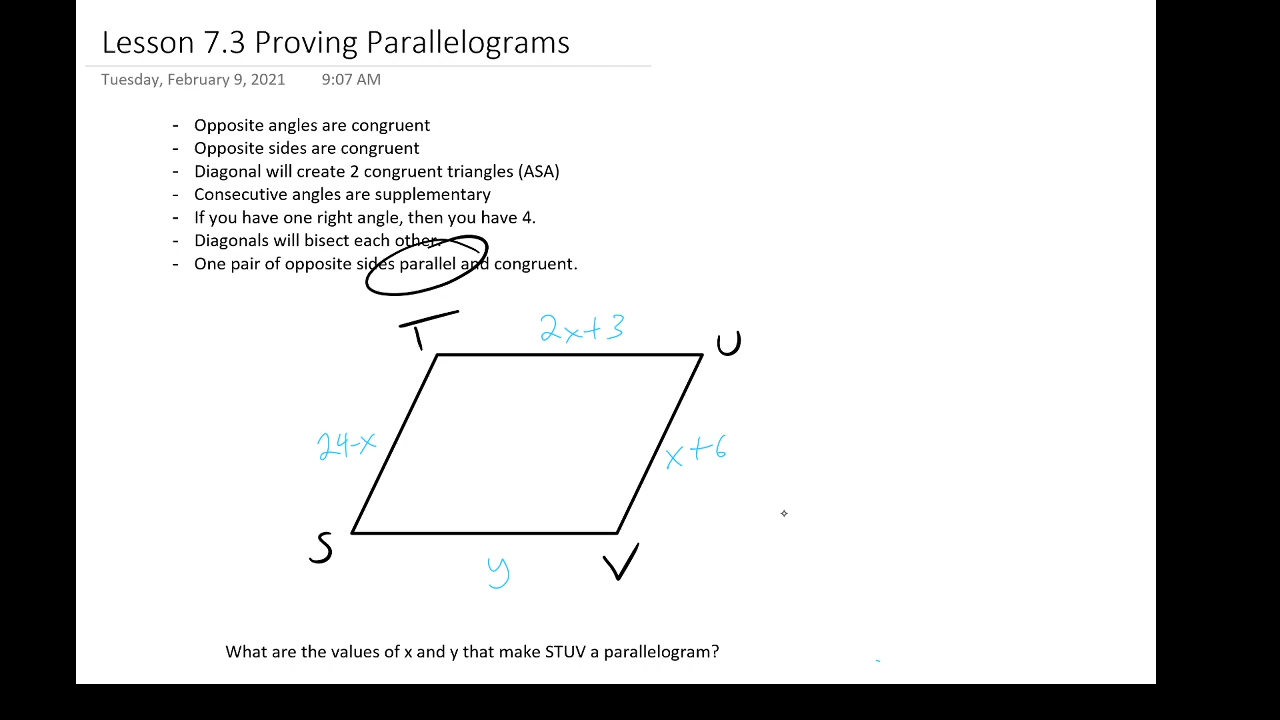 Lesson 7.3 Proving Parallelograms
Tuesday, February 9, 2021 9:07 AM
- Opposite angles are congruent
- Opposite sides are congruent
- Diagonal will create 2 congruent triangles (ASA)
- Consecutive angles are supplementary
- If you have one right angle, then you have 4.
- Diagonals will bisect each other.
- One pair of opposite sides parallel and congruent.
T
2x+3
U
24-x
x+6
S
y
V
What are the values of x and y that make STUV a parallelogram?